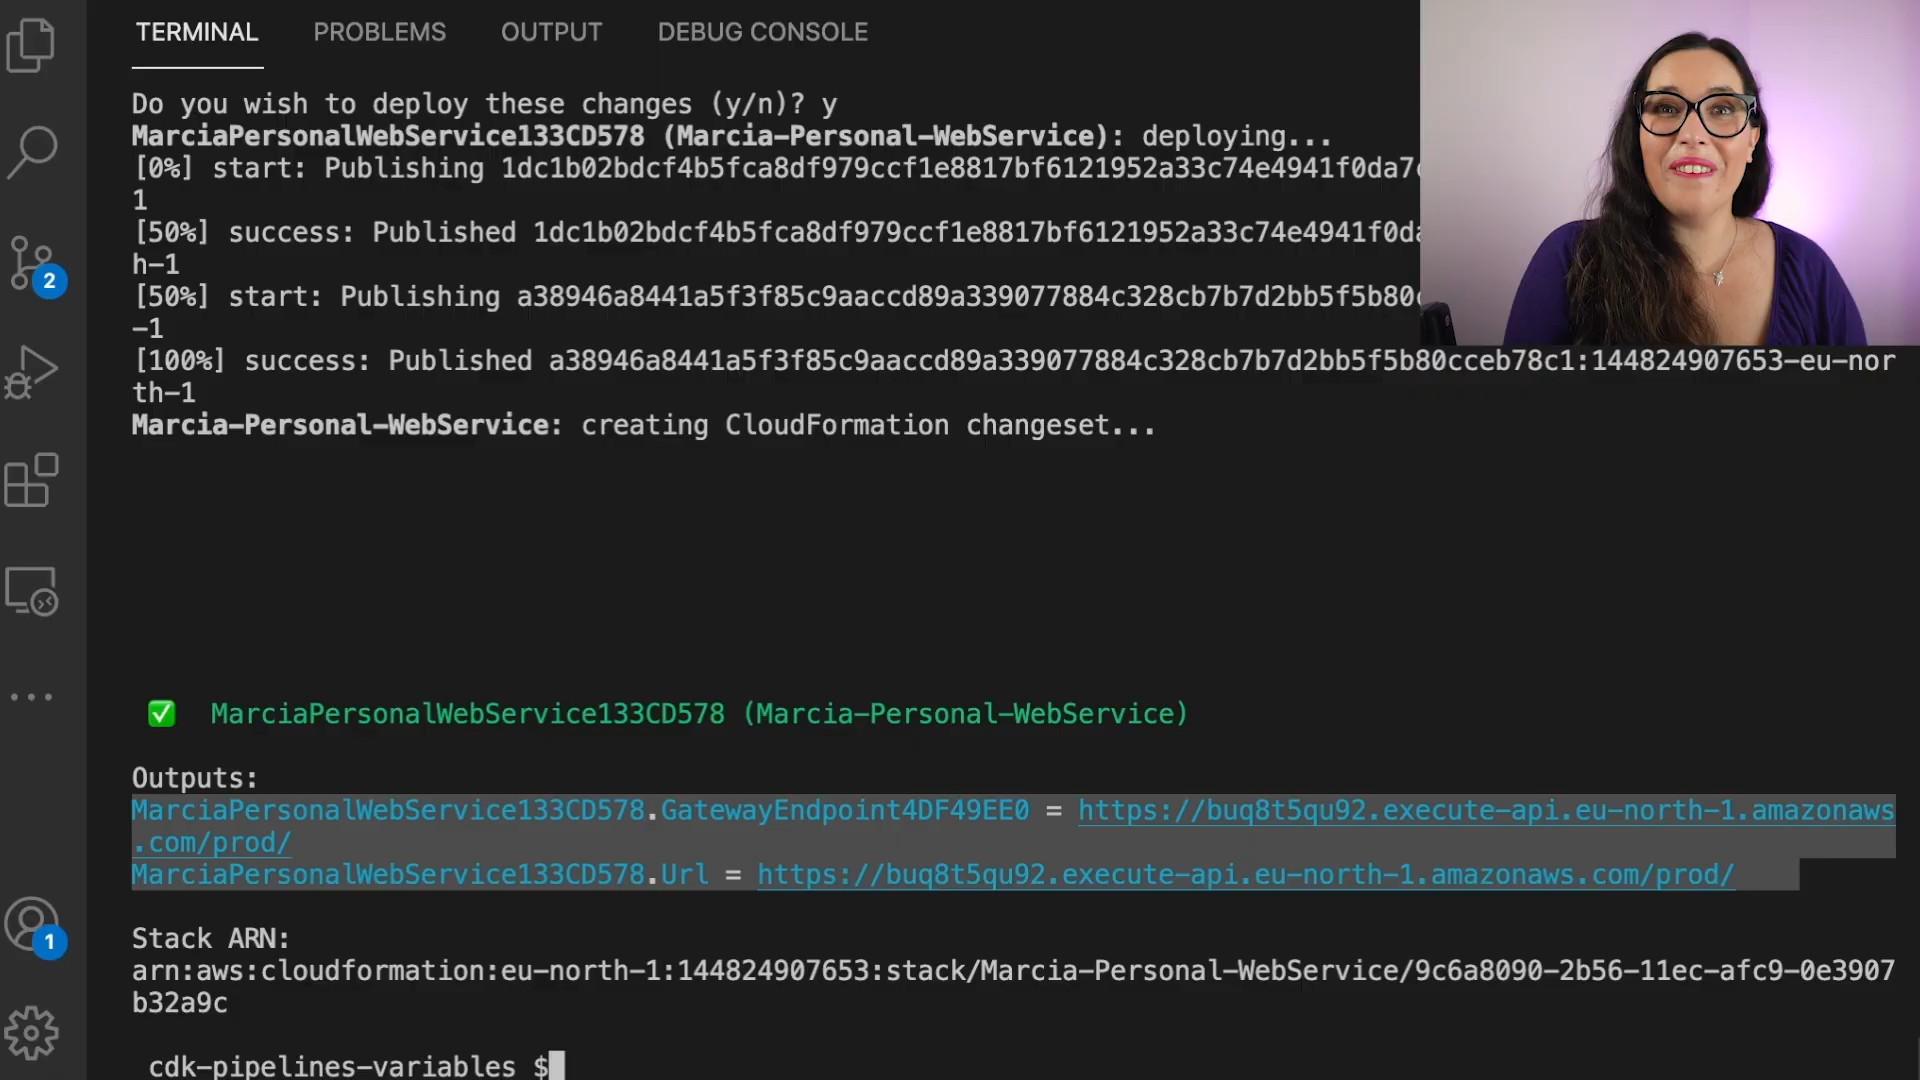 TERMINAL PROBLEMS OUTPUT DEBUG CONSOLE
Do you wish to deploy these changes (y/n)? y
MarciaPersonalWebService133CD578 (Marcia-Personal-WebService): deploying...
[0%] start: Publishing 1dc1b02bdcf4b5fca8df979ccf1e8817bf6121952a33c74e4941f0da7
1
[50%] success: Published 1dc1b02bdcf4b5fca8df979ccf1e8817bf6121952a33c74e4941f0da
h-1
[50%] start: Publishing a38946a8441a5f3f85c9aaccd89a339077884c328cb7b7d2bb5f5b80
-1
[100%] success: Published a38946a8441a5f3f85c9aaccd89a339077884c328cb7b7d2bb5f5b80cceb78c1:144824907653-eu-nor
th-1
Marcia-Personal-WebService: creating CloudFormation changeset...
2
✅ MarciaPersonalWebService133CD578 (Marcia-Personal-WebService)
Outputs:
MarciaPersonalWebService133CD578.GatewayEndpoint4DF49EE0 = https://buq8t5qu92.execute-api.eu-north-1.amazonaws
.com/prod/
MarciaPersonalWebService133CD578.Url = https://buq8t5qu92.execute-api.eu-north-1.amazonaws.com/prod/
1
Stack ARN:
arn:aws:cloudformation:eu-north-1:144824907653:stack/Marcia-Personal-WebService/9c6a8090-2b56-11ec-afc9-0e3907
b32a9c
cdk-pipelines-variables $